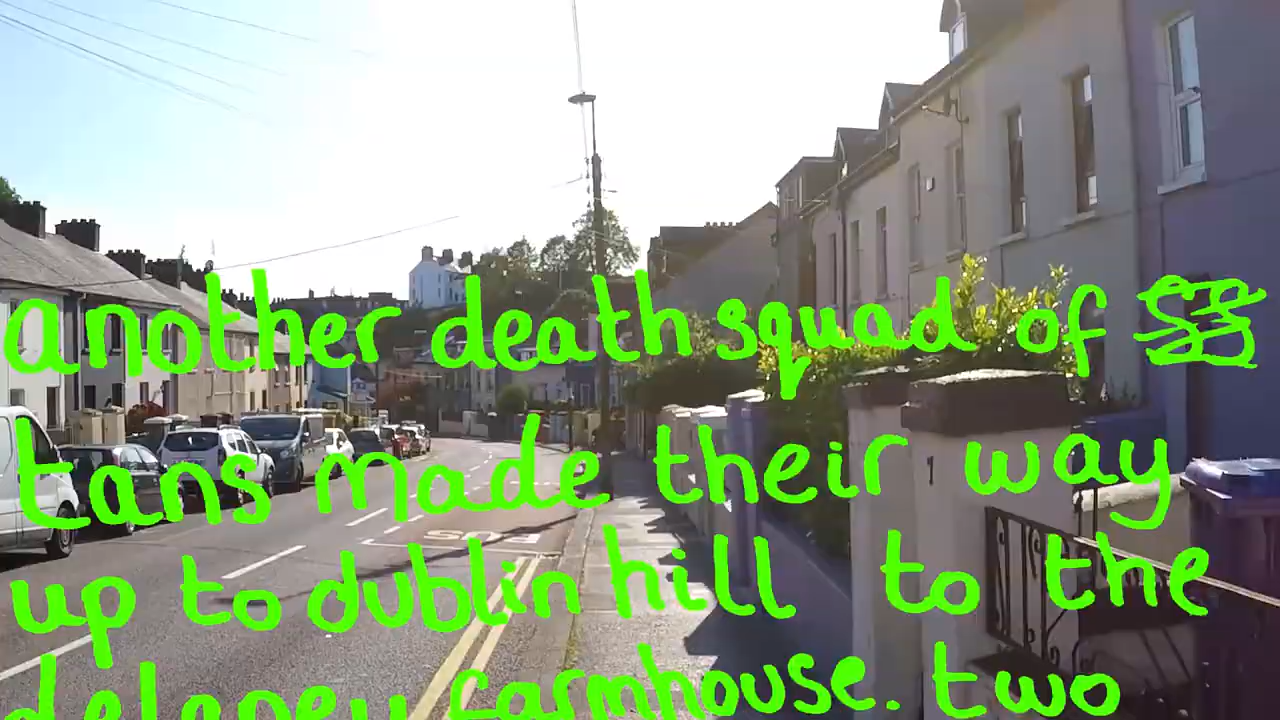 another death squad of
tans made their way
up to dublin hill to the
delaney farmhouse. two